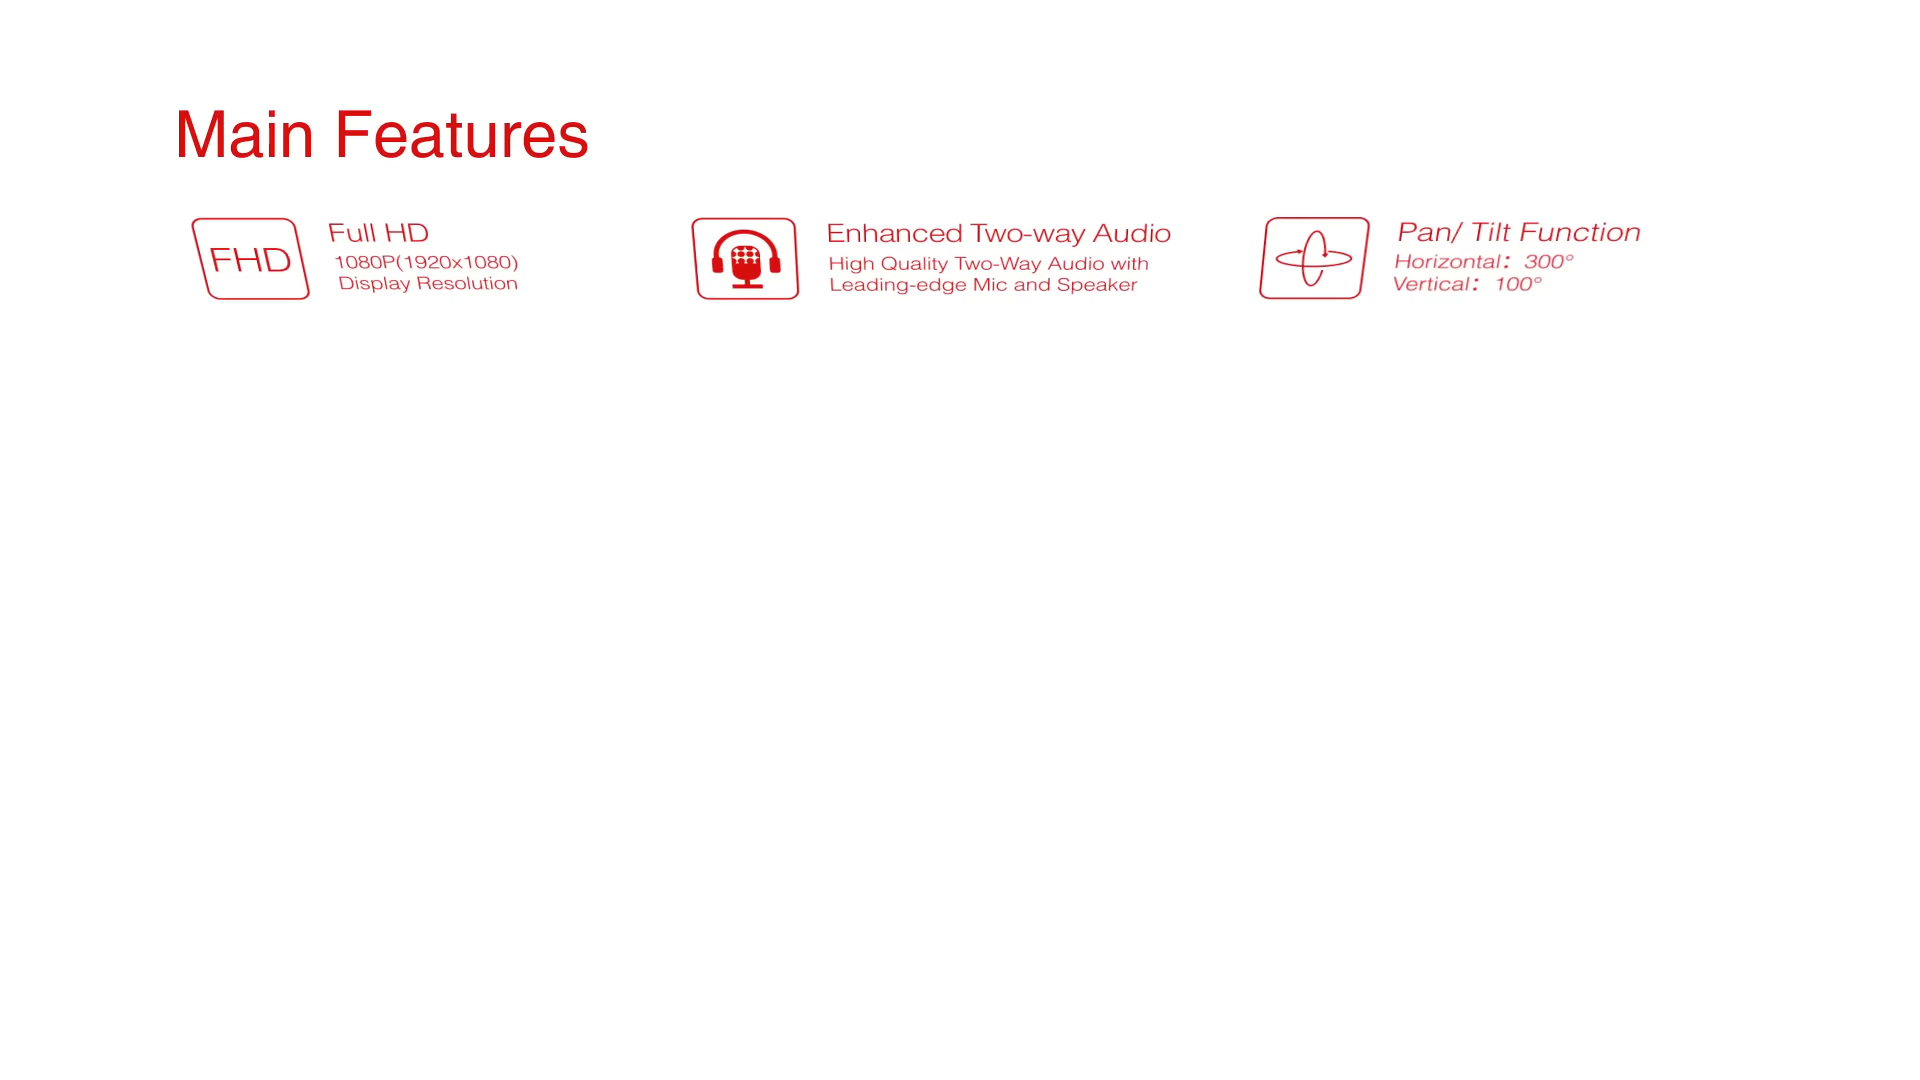 Main Features
FHD
Full HD
1080P(1920x1080)
Display Resolution
Enhanced Two-way Audio
High Quality Two-Way Audio with
Leading-edge Mic and Speaker
Pan/ Tilt Function
Horizontal：300°
Vertical：100°